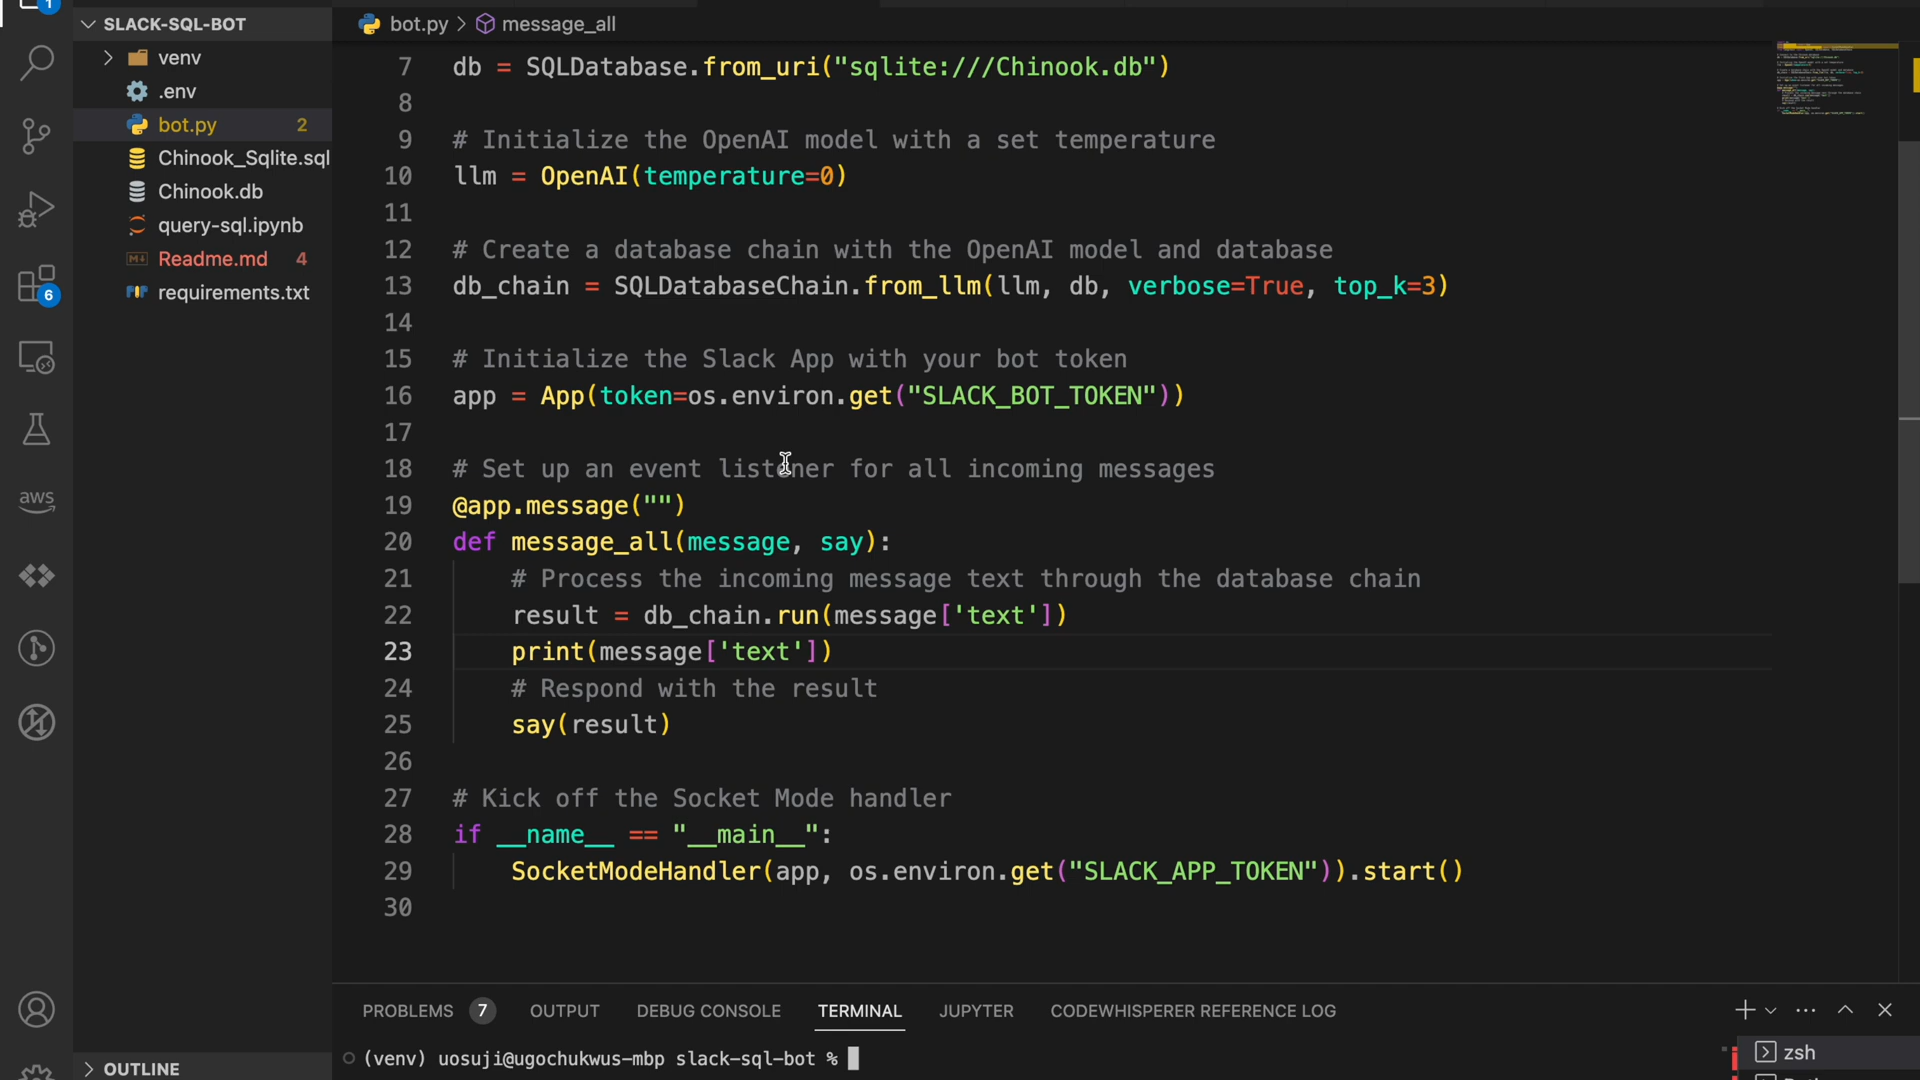 1
SLACK-SQL-BOT
venv
.env
bot.py 2
Chinook_Sqlite.sql
Chinook.db
query-sql.ipynb
Readme.md 4
requirements.txt
6
aws
OUTLINE
bot.py > message_all
7 db = SQLDatabase.from_uri("sqlite:///Chinook.db")
8
9 # Initialize the OpenAI model with a set temperature
10 llm = OpenAI(temperature=0)
11
12 # Create a database chain with the OpenAI model and database
13 db_chain = SQLDatabaseChain.from_llm(llm, db, verbose=True, top_k=3)
14
15 # Initialize the Slack App with your bot token
16 app = App(token=os.environ.get("SLACK_BOT_TOKEN"))
17
18 # Set up an event listener for all incoming messages
19 @app.message("")
20 def message_all(message, say):
21 # Process the incoming message text through the database chain
22 result = db_chain.run(message['text'])
23 print(message['text'])
24 # Respond with the result
25 say(result)
26
27 # Kick off the Socket Mode handler
28 if __name__ == "__main__":
29 SocketModeHandler(app, os.environ.get("SLACK_APP_TOKEN")).start()
30
PROBLEMS 7 OUTPUT DEBUG CONSOLE TERMINAL JUPYTER CODEWHISPERER REFERENCE LOG
(venv) uosuji@ugochukwus-mbp slack-sql-bot %
zsh